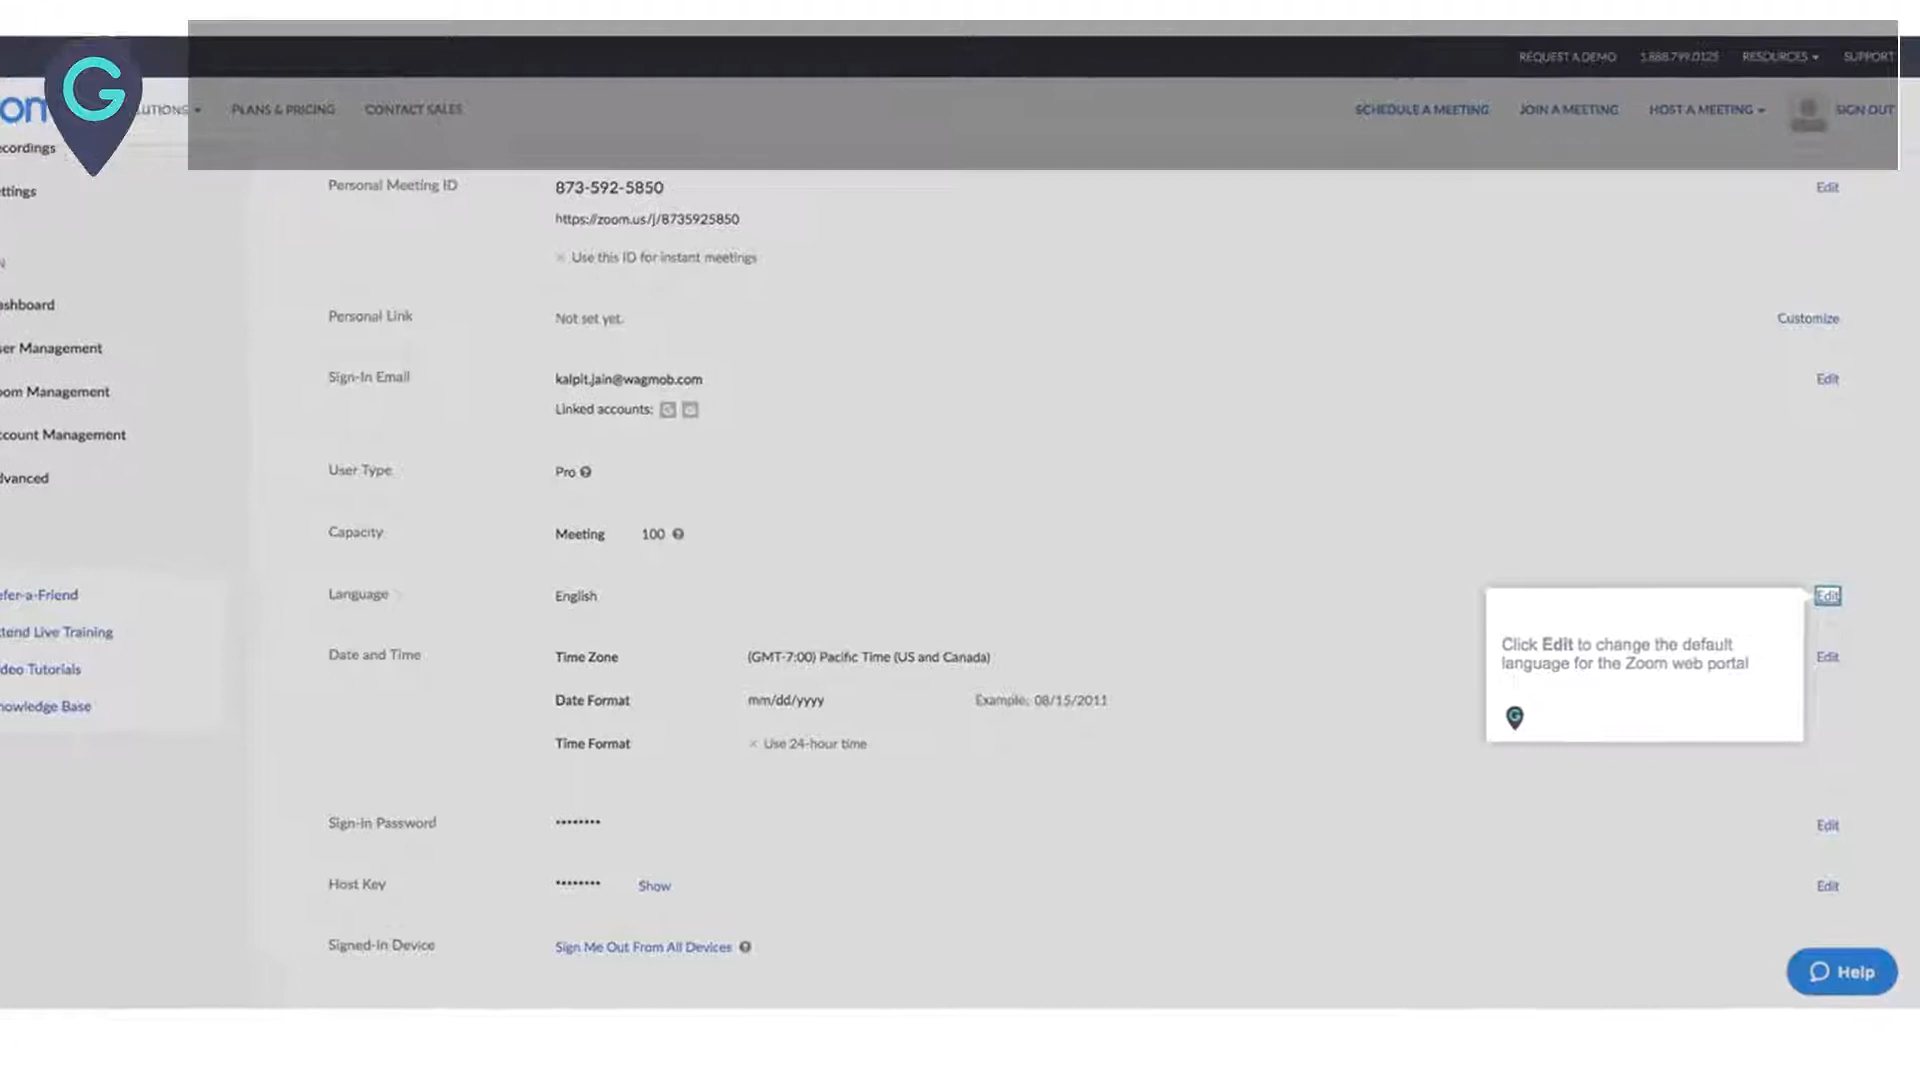 REQUEST A DEMO 1.888.799.0125 RESOURCES SUPPORT
PLANS & PRICING CONTACT SALES SCHEDULE A MEETING JOIN A MEETING HOST A MEETING SIGN OUT
G
ecordings
ttings
ashboard
ser Management
oom Management
ccount Management
dvanced
efer-a-Friend
ttend Live Training
ideo Tutorials
nowledge Base
Personal Meeting ID 873-592-5850 Edit
https://zoom.us/j/8735925850
× Use this ID for instant meetings
Personal Link Not set yet. Customize
Sign-In Email kalpit.jain@wagmob.com Edit
Linked accounts:
User Type Pro
Capacity Meeting 100
Language English Edit
Date and Time Time Zone (GMT-7:00) Pacific Time (US and Canada) Edit
Date Format mm/dd/yyyy Example: 08/15/2011
Time Format × Use 24-hour time
Click Edit to change the default
language for the Zoom web portal
G
Sign-In Password •••••••• Edit
Host Key •••••••• Show Edit
Signed-In Device Sign Me Out From All Devices
Help